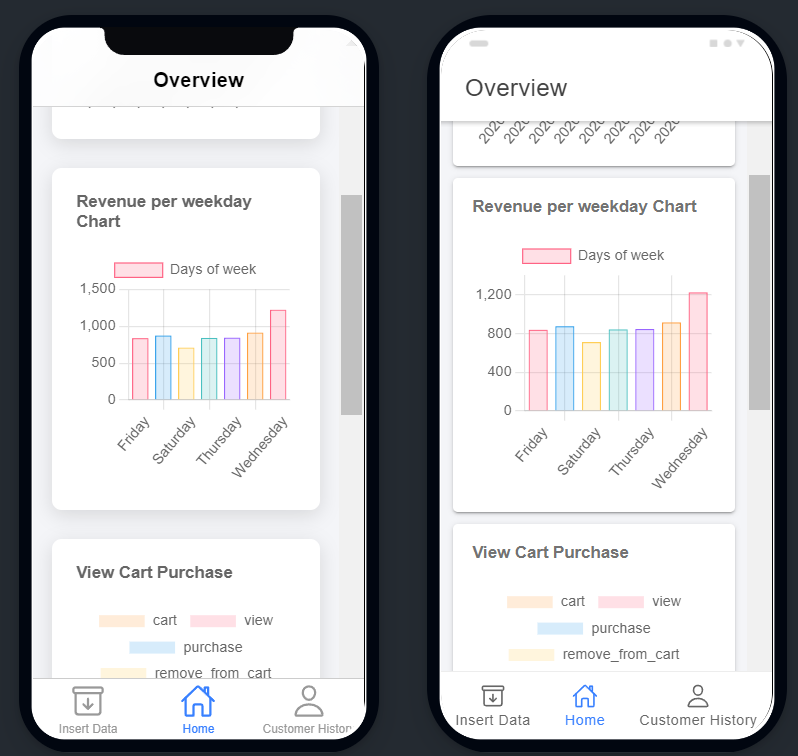 Overview
Revenue per weekday
Chart
Days of week
1,500
1,000
500
0
Friday
Saturday
Thursday
Wednesday
View Cart Purchase
cart
view
purchase
remove_from_cart
Insert Data
Home
Customer Histor
Overview
2020 2020 2020 2020 2020 2020 2020 2020
Revenue per weekday Chart
Days of week
1,200
800
400
0
Friday
Saturday
Thursday
Wednesday
View Cart Purchase
cart
view
purchase
remove_from_cart
Insert Data
Home
Customer History